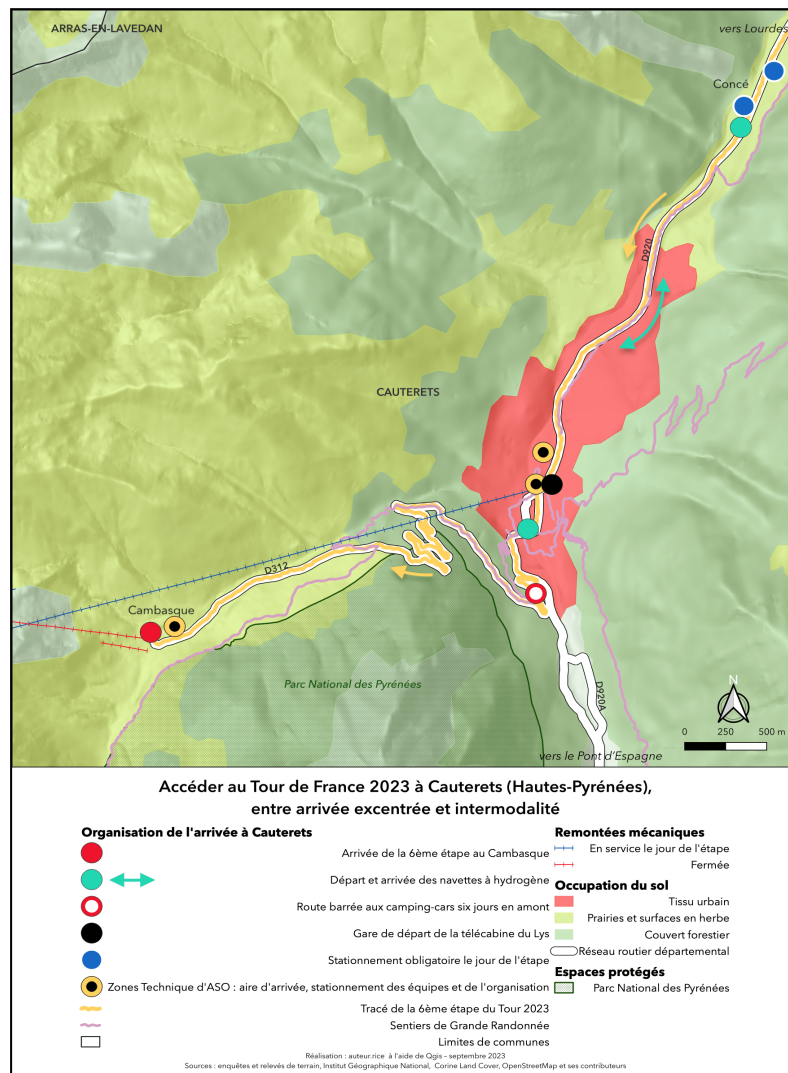 ARRAS-EN-LAVEDAN
vers Lourdes
Concé
D920
CAUTERETS
D312
Cambasque
Parc National des Pyrénées
D920A
N
0 250 500 m
vers le Pont d'Espagne
Accéder au Tour de France 2023 à Cauterets (Hautes-Pyrénées),
entre arrivée excentrée et intermodalité
Organisation de l'arrivée à Cauterets
Arrivée de la 6ème étape au Cambasque
Départ et arrivée des navettes à hydrogène
Route barrée aux camping-cars six jours en amont
Gare de départ de la télécabine du Lys
Stationnement obligatoire le jour de l'étape
Zones Technique d'ASO : aire d'arrivée, stationnement des équipes et de l'organisation
Tracé de la 6ème étape du Tour 2023
Sentiers de Grande Randonnée
Limites de communes
Remontées mécaniques
En service le jour de l'étape
Fermée
Occupation du sol
Tissu urbain
Prairies et surfaces en herbe
Couvert forestier
Réseau routier départemental
Espaces protégés
Parc National des Pyrénées
Réalisation : auteur.rice à l'aide de Qgis – septembre 2023
Sources : enquêtes et relevés de terrain, Institut Géographique National, Corine Land Cover, OpenStreetMap et ses contributeurs